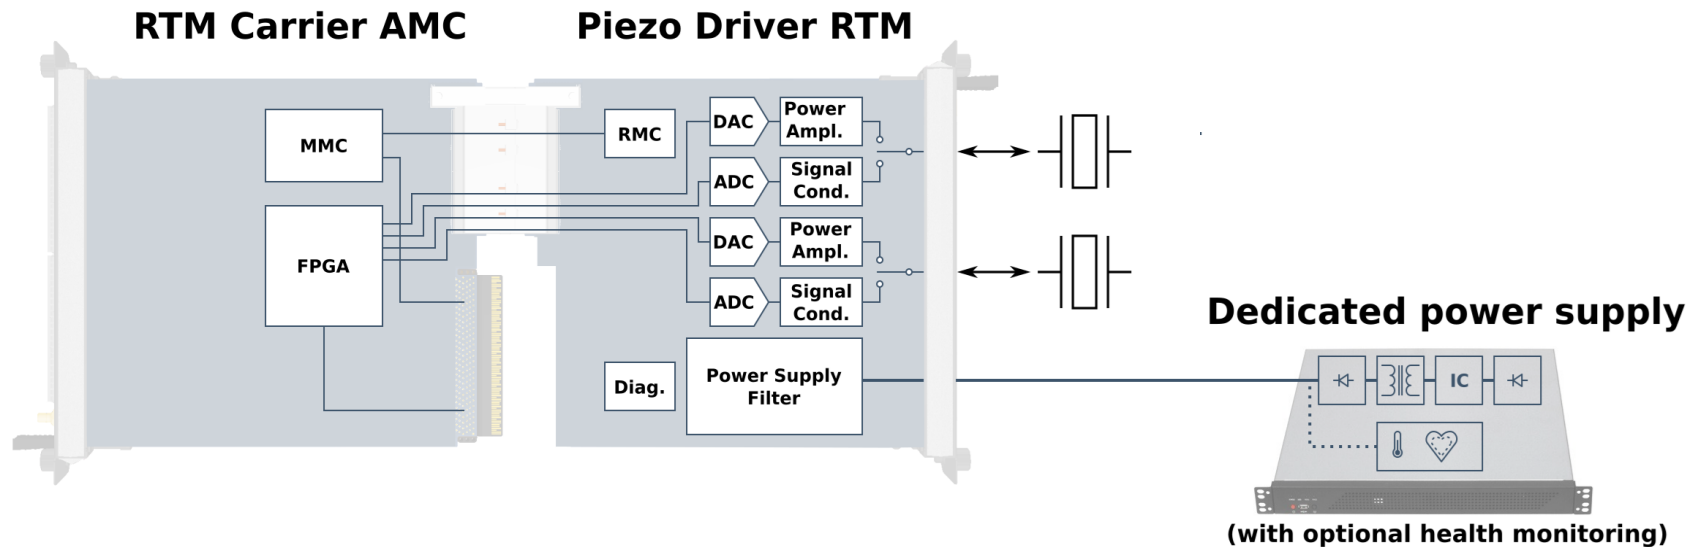 RTM Carrier AMC
Piezo Driver RTM
MMC
FPGA
RMC
DAC
Power
Ampl.
ADC
Signal
Cond.
DAC
Power
Ampl.
ADC
Signal
Cond.
Diag.
Power Supply
Filter
Dedicated power supply
IC
(with optional health monitoring)